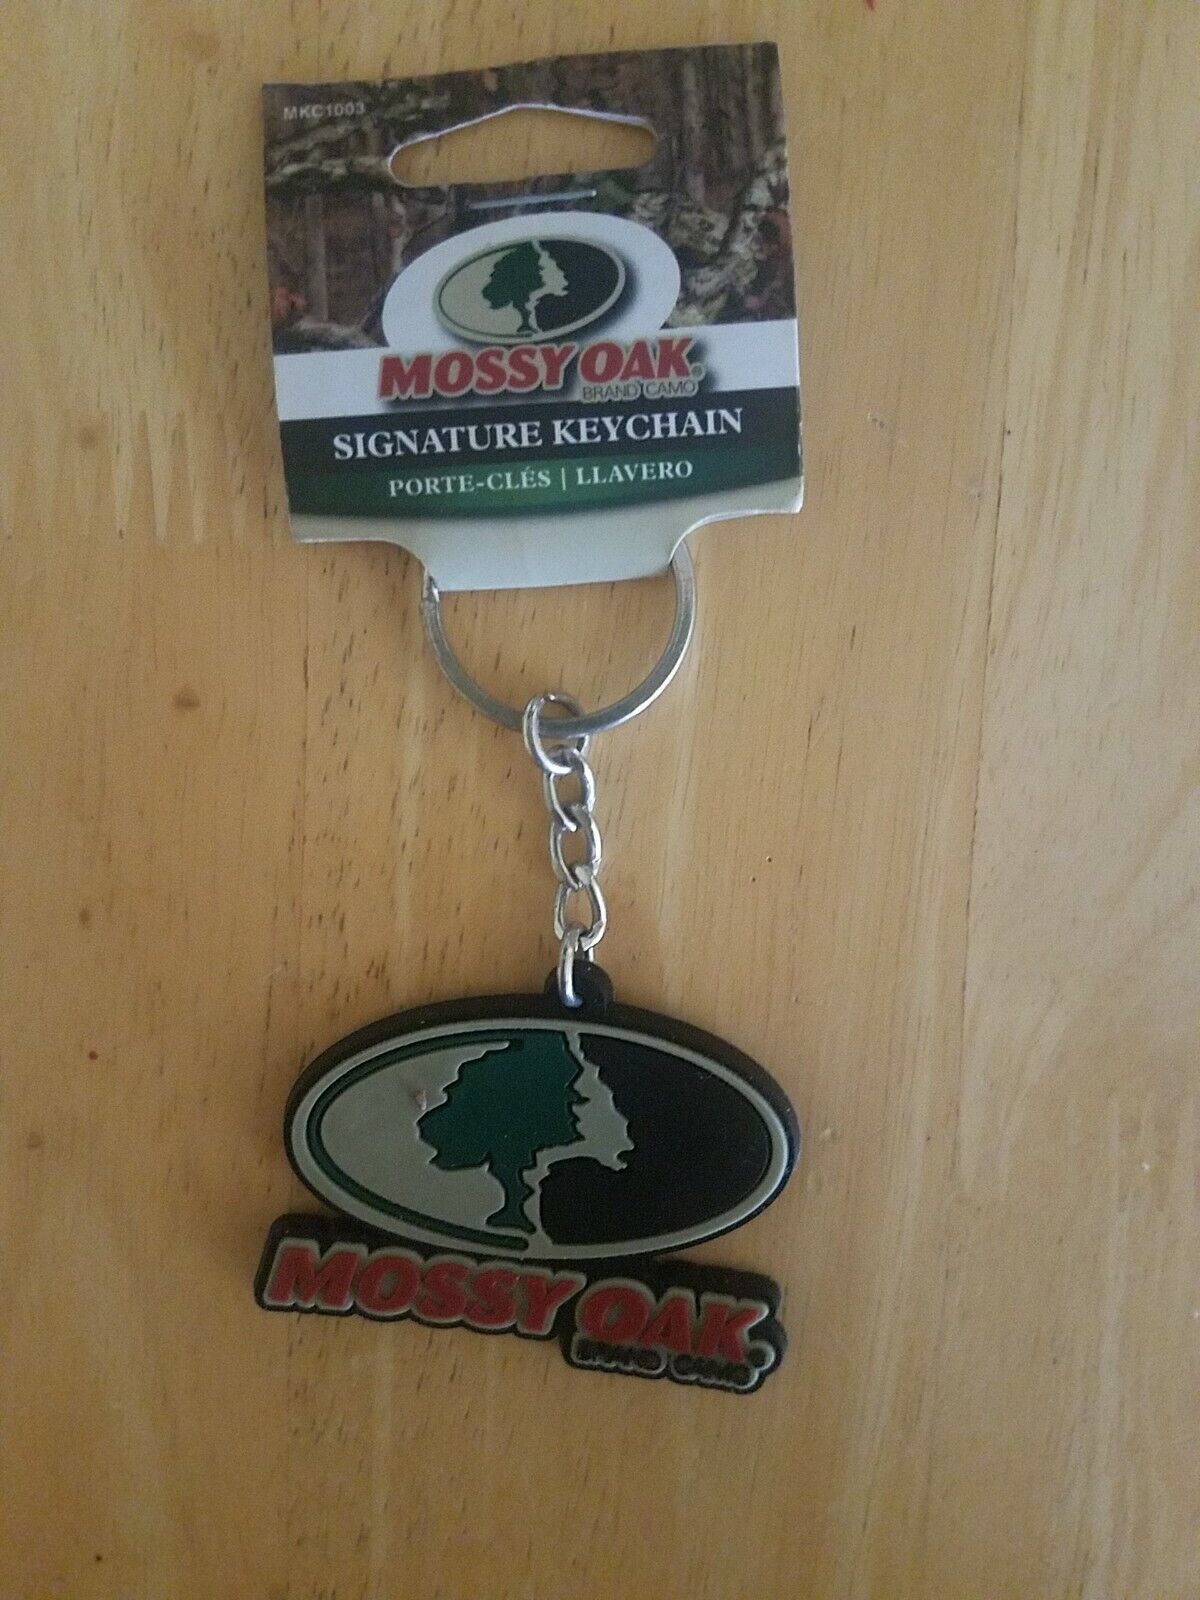 MKC1003
MOSSY OAK®
BRAND CAMO
SIGNATURE KEYCHAIN
PORTE-CLÉS | LLAVERO
MOSSY OAK®
BRAND CAMO